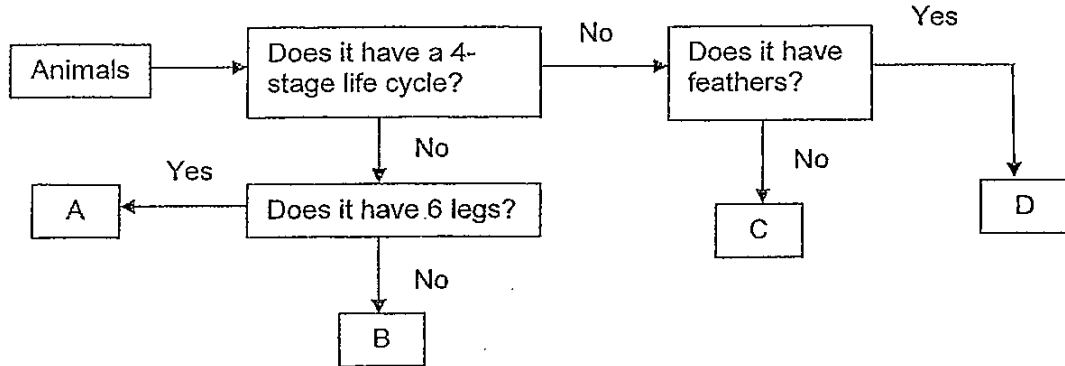 Yes
No
Does it have a 4-
stage life cycle?
Does it have
feathers?
Animals
No
No
Yes
A
Does it have 6 legs?
C
D
No
B